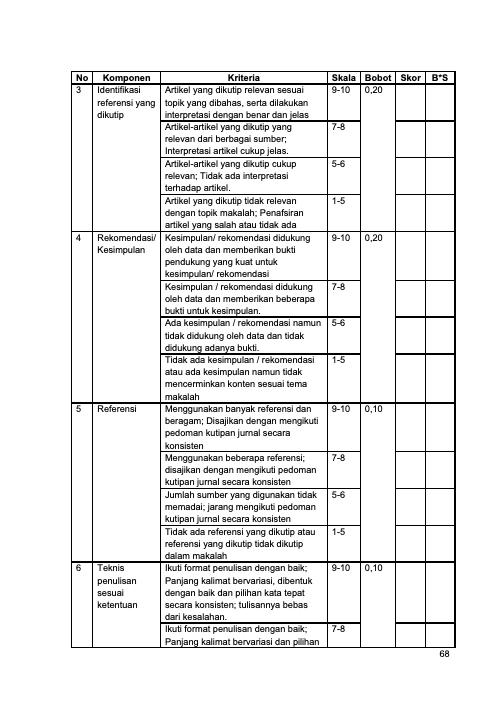 No Komponen Kriteria Skala Bobot Skor B*S
3 Identifikasi Artikel yang dikutip relevan sesuai 9-10 0,20
referensi yang topik yang dibahas, serta dilakukan
dikutip interpretasi dengan benar dan jelas
Artikel-artikel yang dikutip yang 7-8
relevan dari berbagai sumber;
Interpretasi artikel cukup jelas.
Artikel-artikel yang dikutip cukup 5-6
relevan; Tidak ada interpretasi
terhadap artikel.
Artikel yang dikutip tidak relevan 1-5
dengan topik makalah; Penafsiran
artikel yang salah atau tidak ada
4 Rekomendasi/ Kesimpulan/ rekomendasi didukung 9-10 0,20
Kesimpulan oleh data dan memberikan bukti
pendukung yang kuat untuk
kesimpulan/ rekomendasi
Kesimpulan / rekomendasi didukung 7-8
oleh data dan memberikan beberapa
bukti untuk kesimpulan.
Ada kesimpulan / rekomendasi namun 5-6
tidak didukung oleh data dan tidak
didukung adanya bukti.
Tidak ada kesimpulan / rekomendasi 1-5
atau ada kesimpulan namun tidak
mencerminkan konten sesuai tema
makalah
5 Referensi Menggunakan banyak referensi dan 9-10 0,10
beragam; Disajikan dengan mengikuti
pedoman kutipan jurnal secara
konsisten
Menggunakan beberapa referensi; 7-8
disajikan dengan mengikuti pedoman
kutipan jurnal secara konsisten
Jumlah sumber yang digunakan tidak 5-6
memadai; jarang mengikuti pedoman
kutipan jurnal secara konsisten
Tidak ada referensi yang dikutip atau 1-5
referensi yang dikutip tidak dikutip
dalam makalah
6 Teknis Ikuti format penulisan dengan baik; 9-10 0,10
penulisan Panjang kalimat bervariasi, dibentuk
sesuai dengan baik dan pilihan kata tepat
ketentuan secara konsisten; tulisannya bebas
dari kesalahan.
Ikuti format penulisan dengan baik; 7-8
Panjang kalimat bervariasi dan pilihan
68